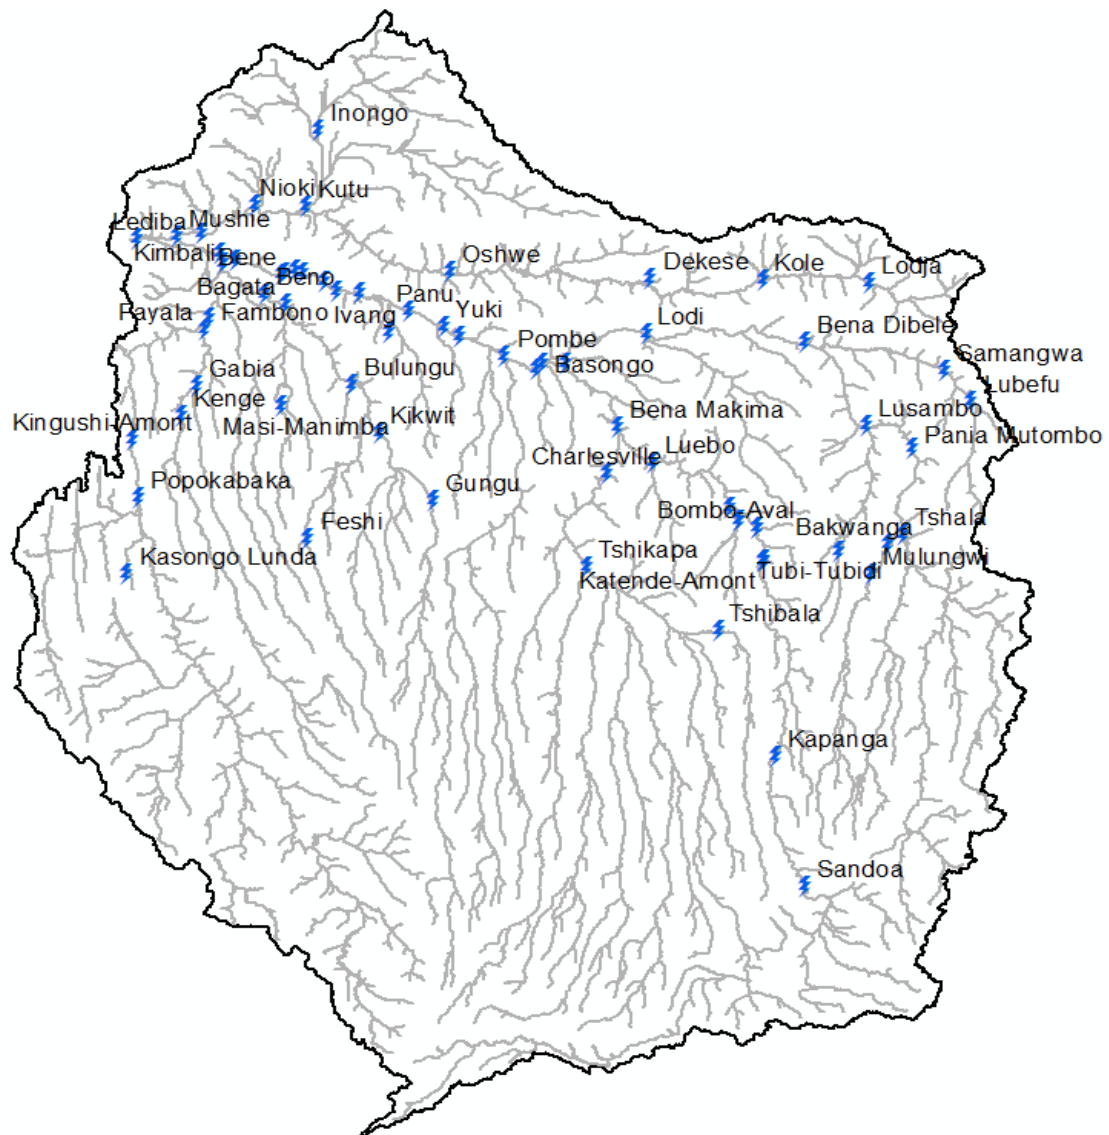 Inongo
Nioki
Kutu
Lediba
Mushie
Kimbali
Bene
Oshwe
Dekese
Kole
Lodja
Bagata
Beno
Panu
Fayala
Fambono
Ivang
Yuki
Lodi
Bena Dibele
Pombe
Basongo
Samangwa
Gabia
Bulungu
Lubefu
Kenge
Kingushi-Amont
Masi-Manimba
Kikwit
Bena Makima
Lusambo
Pania Mutombo
Charlesville
Luebo
Popokabaka
Gungu
Feshi
Bombo-Aval
Bakwanga
Tshala
Kasongo Lunda
Tshikapa
Katende-Amont
Tubi-Tubidi
Mulungwi
Tshibala
Kapanga
Sandoa